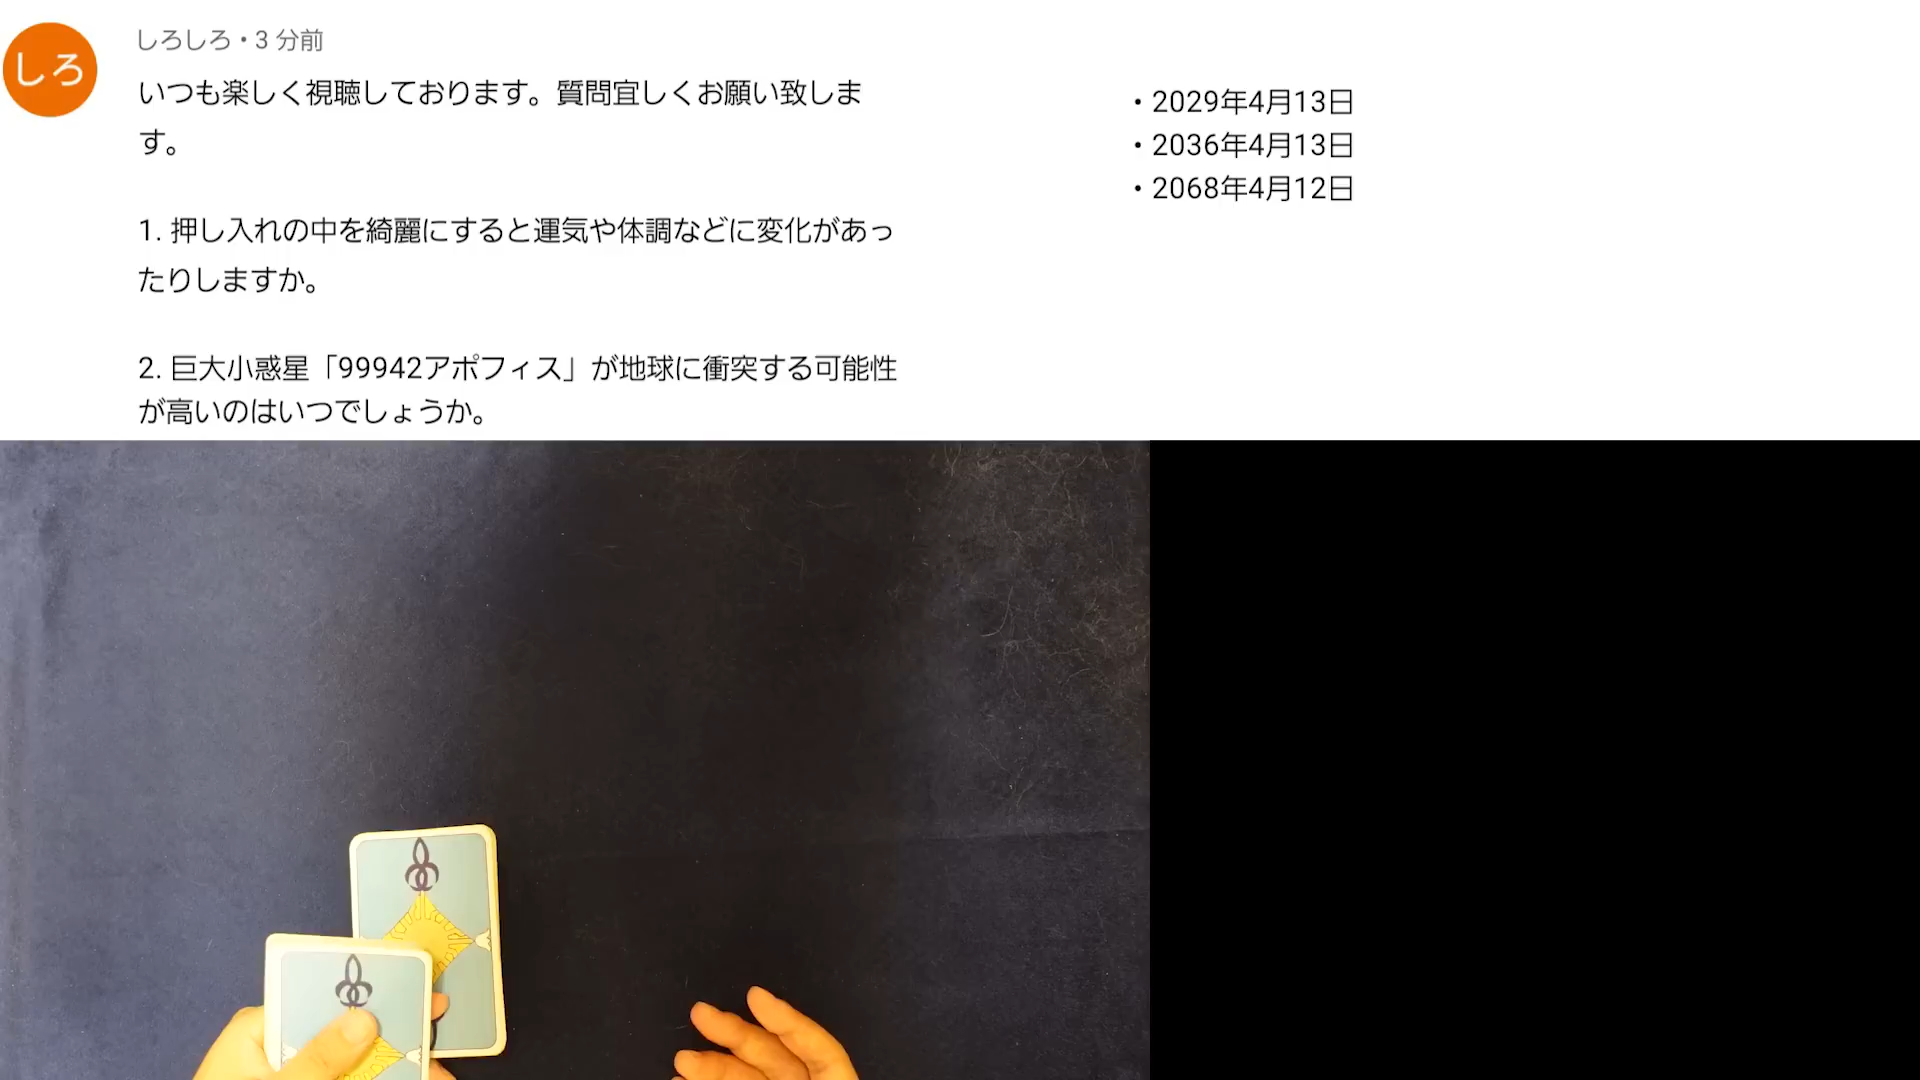 しろ
しろしろ・3 分前
いつも楽しく視聴しております。質問宜しくお願い致しま
す。
1. 押し入れの中を綺麗にすると運気や体調などに変化があっ
たりしますか。
2. 巨大小惑星「99942アポフィス」が地球に衝突する可能性
が高いのはいつでしょうか。
・2029年4月13日
・2036年4月13日
・2068年4月12日